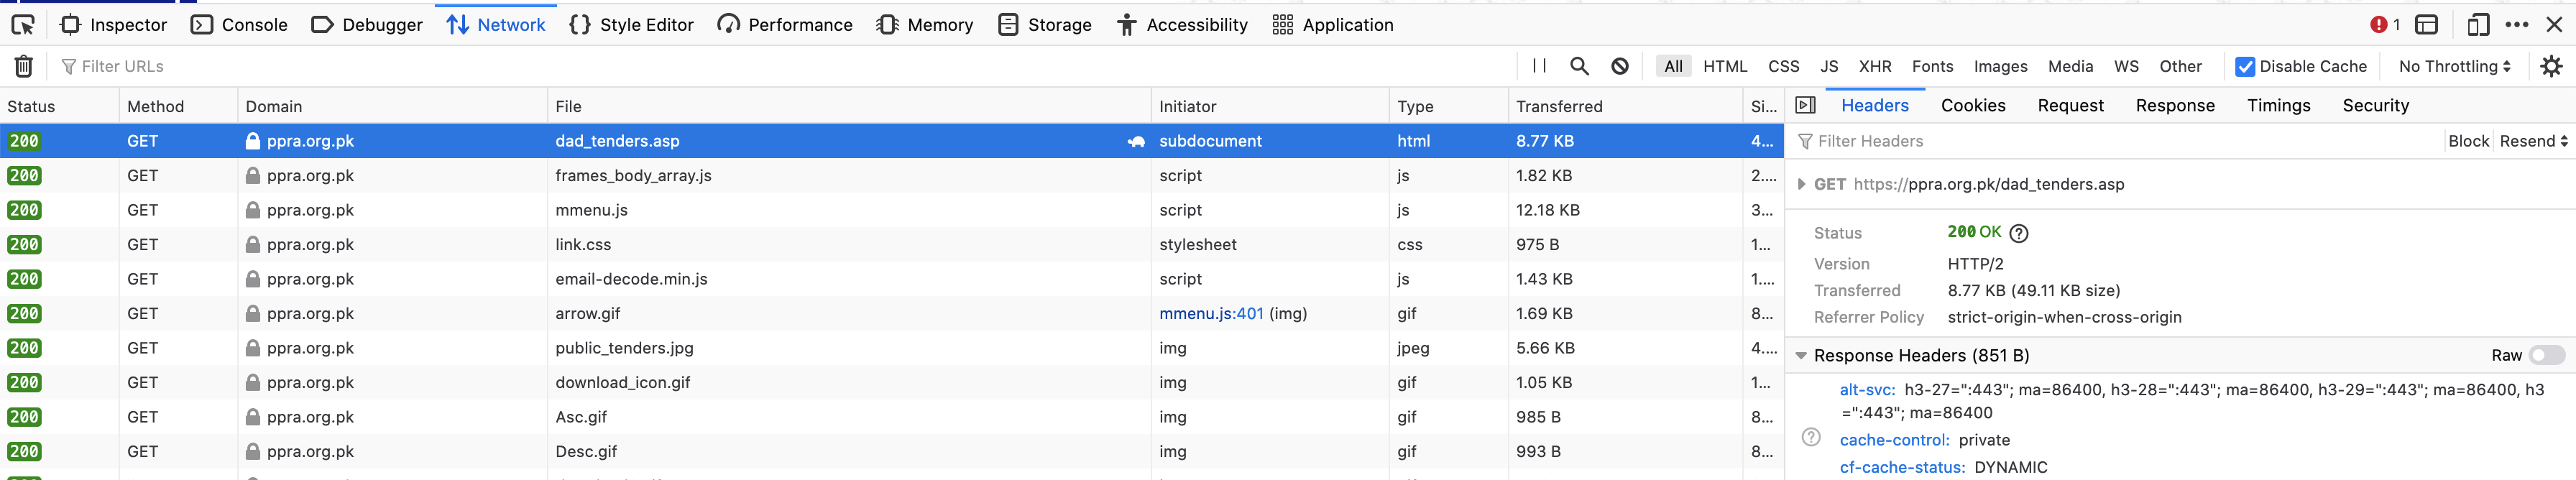 Inspector Console Debugger Network Style Editor Performance Memory Storage Accessibility Application 1
Filter URLs All HTML CSS JS XHR Fonts Images Media WS Other Disable Cache No Throttling
Status Method Domain File Initiator Type Transferred Si...
200 GET ppra.org.pk dad_tenders.asp subdocument html 8.77 KB 4...
200 GET ppra.org.pk frames_body_array.js script js 1.82 KB 2....
200 GET ppra.org.pk mmenu.js script js 12.18 KB 3...
200 GET ppra.org.pk link.css stylesheet css 975 B 1...
200 GET ppra.org.pk email-decode.min.js script js 1.43 KB 1....
200 GET ppra.org.pk arrow.gif mmenu.js:401 (img) gif 1.69 KB 8...
200 GET ppra.org.pk public_tenders.jpg img jpeg 5.66 KB 4....
200 GET ppra.org.pk download_icon.gif img gif 1.05 KB 1...
200 GET ppra.org.pk Asc.gif img gif 985 B 8...
200 GET ppra.org.pk Desc.gif img gif 993 B 8...
Headers Cookies Request Response Timings Security
Filter Headers Block Resend
GET https://ppra.org.pk/dad_tenders.asp
Status 200 OK
Version HTTP/2
Transferred 8.77 KB (49.11 KB size)
Referrer Policy strict-origin-when-cross-origin
Response Headers (851 B) Raw
alt-svc: h3-27=":443"; ma=86400, h3-28=":443"; ma=86400, h3-29=":443"; ma=86400, h3
=":443"; ma=86400
cache-control: private
cf-cache-status: DYNAMIC